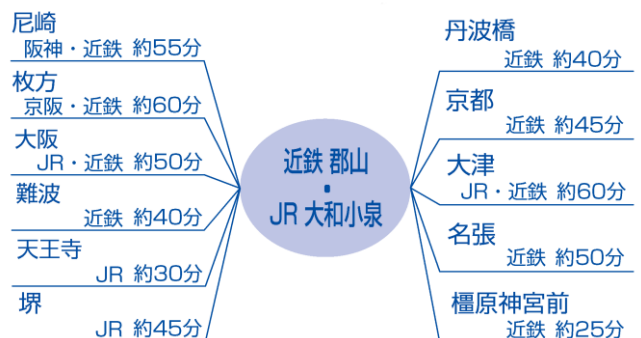 尼崎
阪神・近鉄 約55分
枚方
京阪・近鉄 約60分
大阪
JR・近鉄 約50分
難波
近鉄 約40分
天王寺
JR 約30分
堺
JR 約45分
近鉄 郡山
・
JR 大和小泉
丹波橋
近鉄 約40分
京都
近鉄 約45分
大津
JR・近鉄 約60分
名張
近鉄 約50分
橿原神宮前
近鉄 約25分